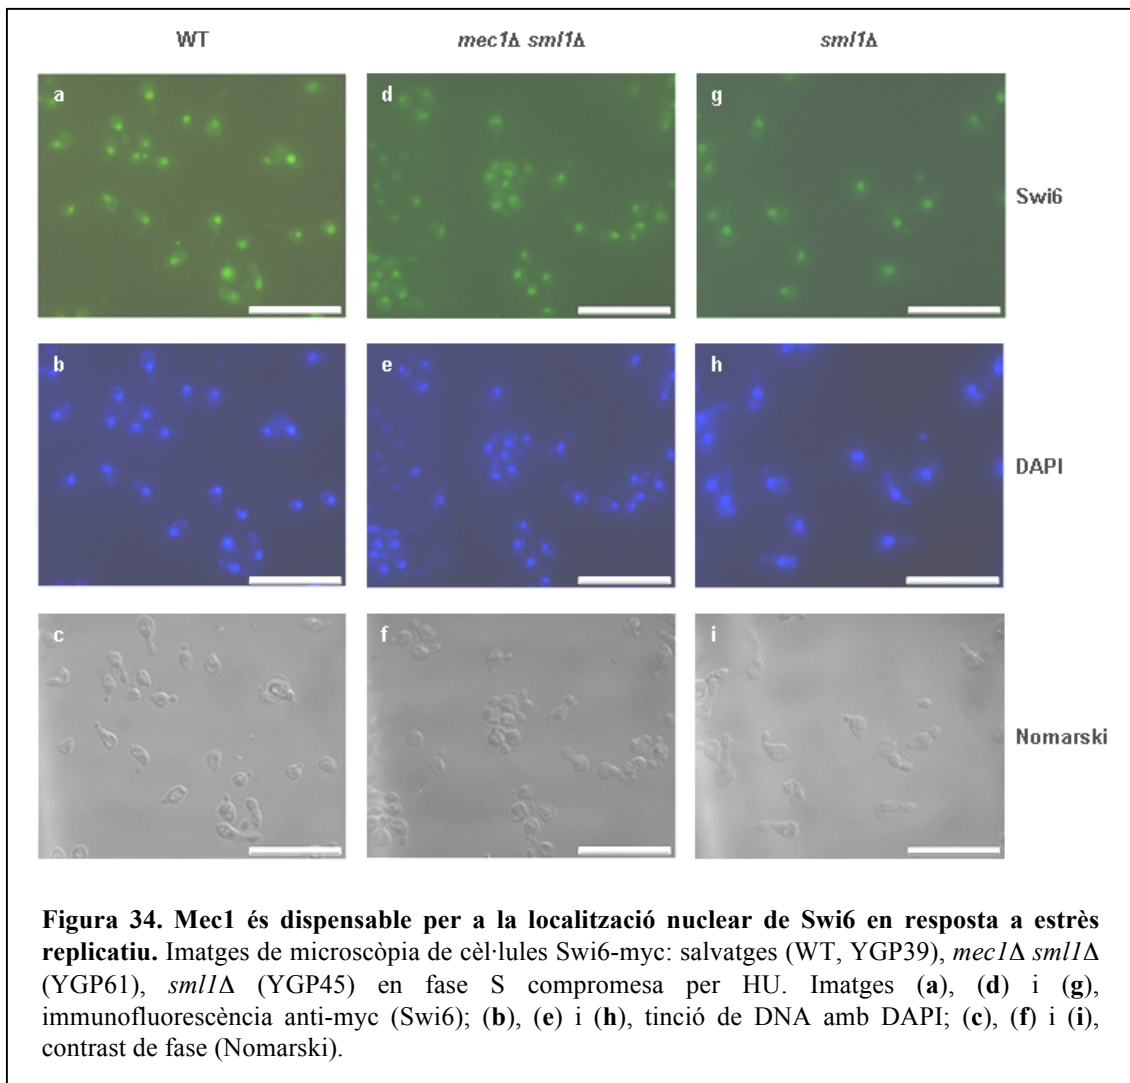 WT mec1Δ sml1Δ sml1Δ
a d g
Swi6
b e h
DAPI
c f i
Nomarski
Figura 34. Mec1 és dispensable per a la localització nuclear de Swi6 en resposta a estrès
replicatiu. Imatges de microscòpia de cèl·lules Swi6-myc: salvatges (WT, YGP39), mec1Δ sml1Δ
(YGP61), sml1Δ (YGP45) en fase S compromesa per HU. Imatges (a), (d) i (g),
immunofluorescència anti-myc (Swi6); (b), (e) i (h), tinció de DNA amb DAPI; (c), (f) i (i),
contrast de fase (Nomarski).